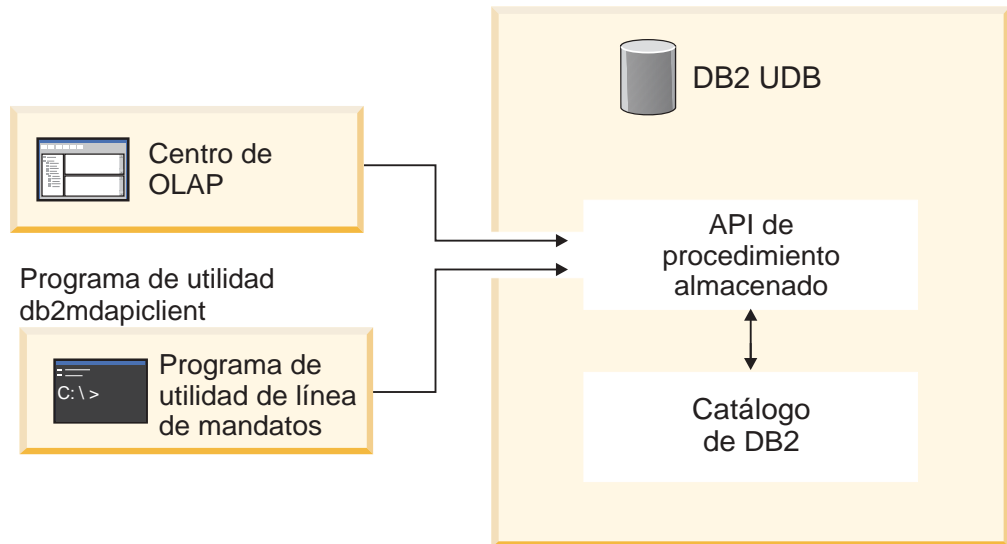 DB2 UDB
Centro de
OLAP
API de
procedimiento
almacenado
Programa de utilidad
db2mdapiclient
C: \ >
Programa de
utilidad de línea
de mandatos
Catálogo
de DB2